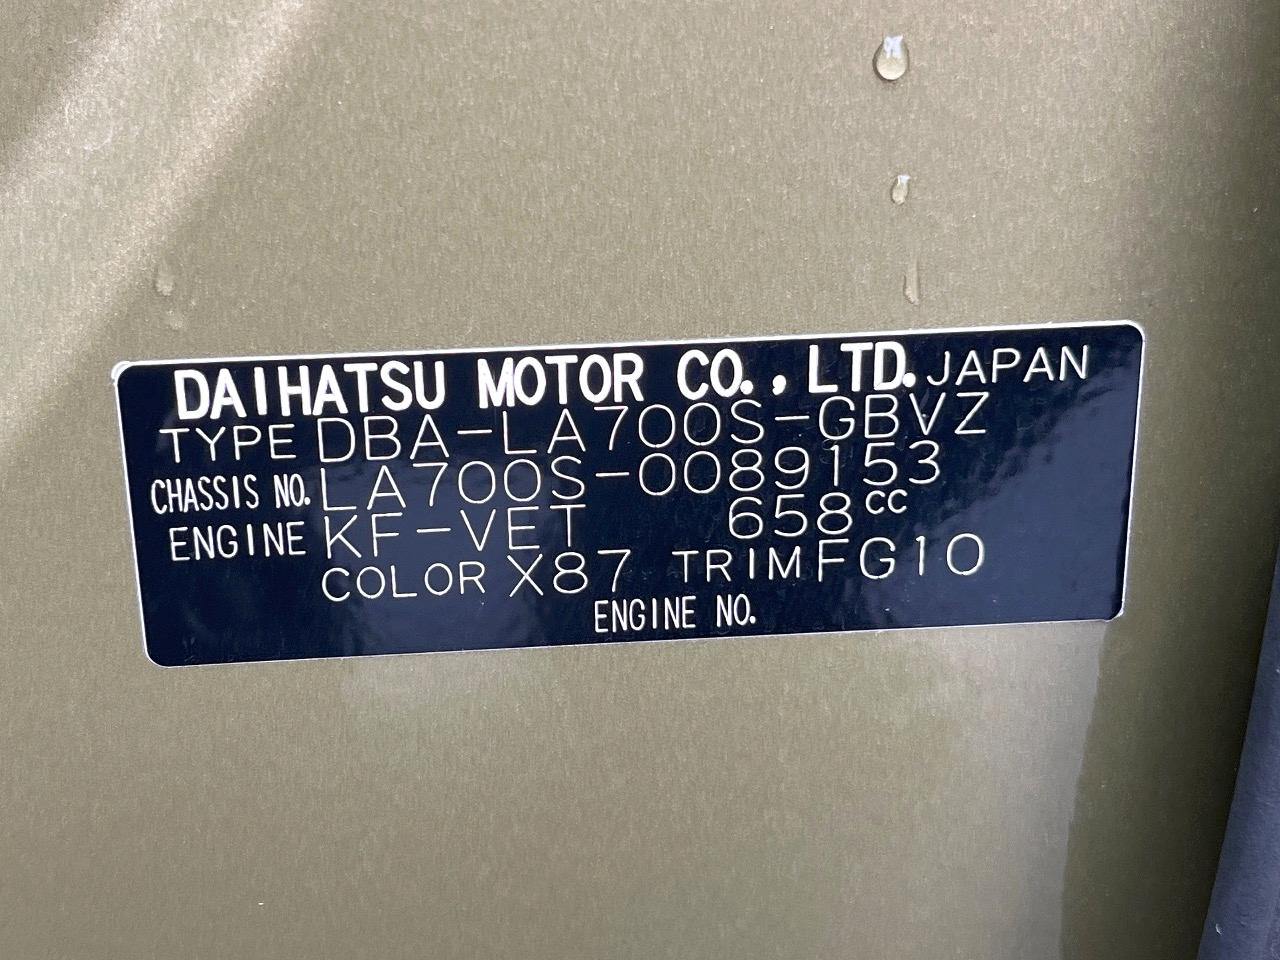 DAIHATSU MOTOR CO., LTD. JAPAN
TYPE DBA-LA700S-GBVZ
CHASSIS NO. LA700S-0089153
ENGINE KF-VET 658cc
COLOR X87 TRIM FG10
ENGINE NO.